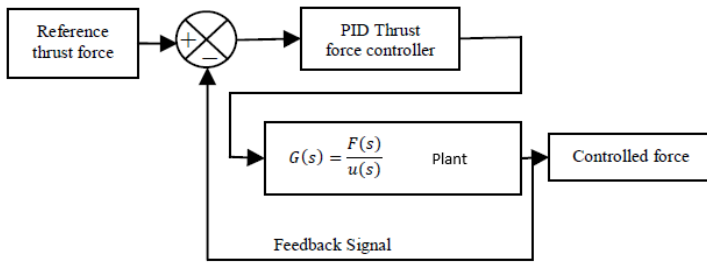 Reference
thrust force
+
−
PID Thrust
force controller
G(s) = F(s)/u(s)
Plant
Controlled force
Feedback Signal